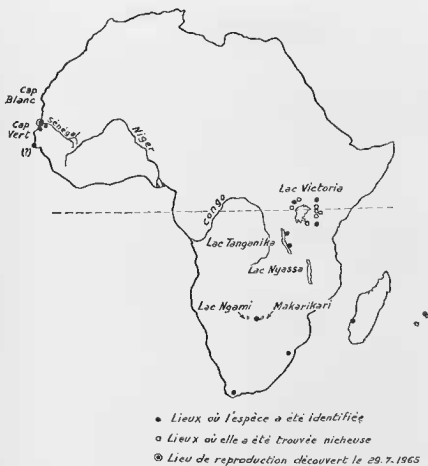 Cap
Blanc
Cap
Vert
(?)
Sénégal
Niger
Congo
Lac Victoria
Lac Tanganika
Lac Nyassa
Lac Ngami
Makarikari
Lieux où l'espèce a été identifiée
Lieux où elle a été trouvée nicheuse
Lieu de reproduction découvert le 29.7.1965